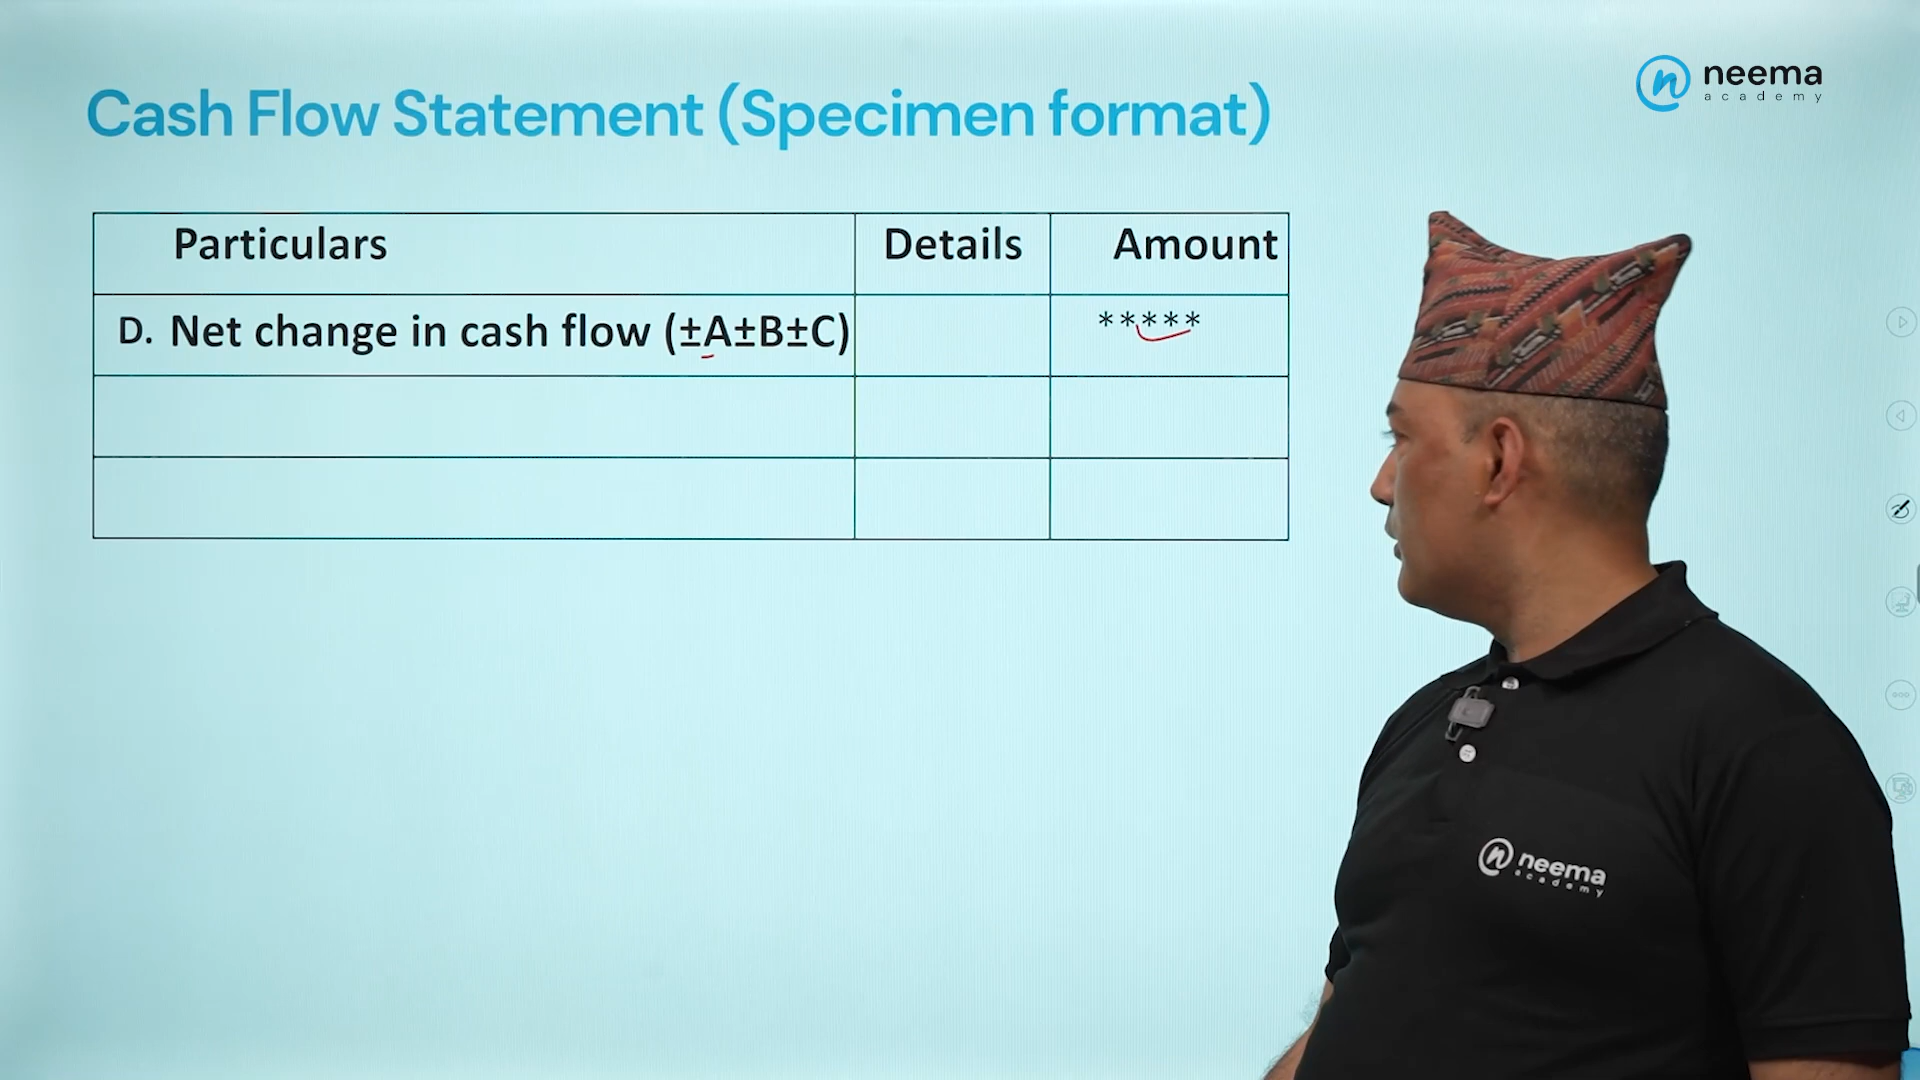 neema
academy
Cash Flow Statement (Specimen format)
Particulars Details Amount
D. Net change in cash flow (±A±B±C) *****
neema
academy